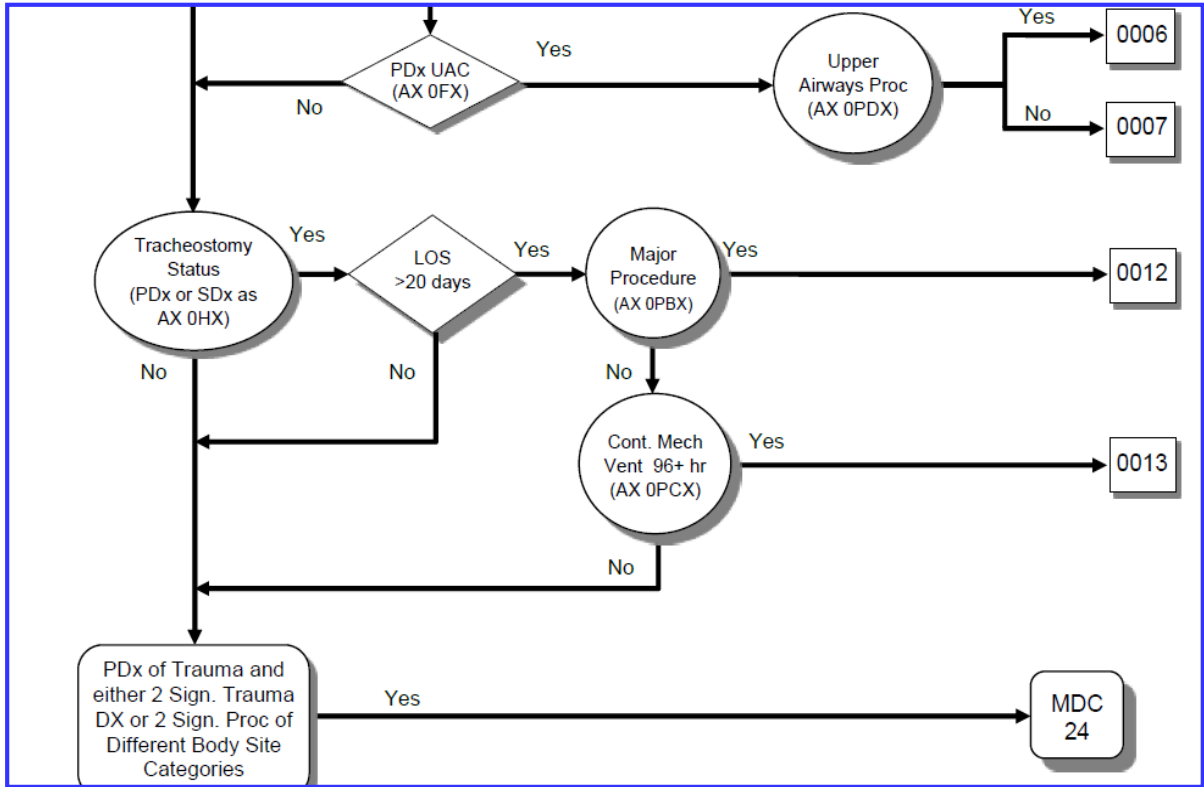 PDx UAC
(AX 0FX)
Yes
No
Upper
Airways Proc
(AX 0PDX)
Yes
0006
No
0007
Tracheostomy
Status
(PDx or SDx as
AX 0HX)
Yes
No
LOS
>20 days
Yes
No
Major
Procedure
(AX 0PBX)
Yes
0012
No
Cont. Mech
Vent 96+ hr
(AX 0PCX)
Yes
0013
No
PDx of Trauma and
either 2 Sign. Trauma
DX or 2 Sign. Proc of
Different Body Site
Categories
Yes
MDC
24